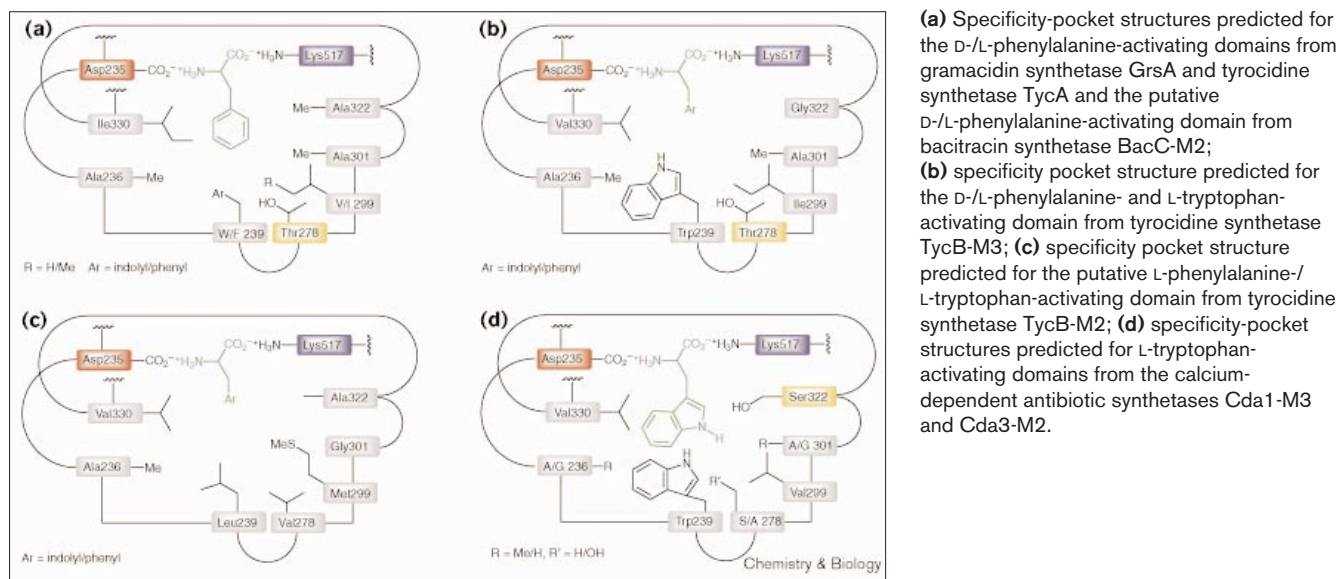 (a)
CO₂⁻⁺H₃N
Lys517
Asp235
CO₂⁻⁺H₃N
Me
Ala322
Ile330
Me
Ala301
Ala236
Me
R
Ar
HO
V/I 299
W/F 239
Thr278
R = H/Me Ar = indolyl/phenyl
(b)
CO₂⁻⁺H₃N
Lys517
Asp235
CO₂⁻⁺H₃N
Ar
Gly322
Val330
H
N
Me
Ala301
Ala236
Me
HO
Ile299
Trp239
Thr278
Ar = indolyl/phenyl
(c)
CO₂⁻⁺H₃N
Lys517
Asp235
CO₂⁻⁺H₃N
Ar
Ala322
Val330
MeS
Gly301
Ala236
Me
Met299
Leu239
Val278
Ar = indolyl/phenyl
(d)
CO₂⁻⁺H₃N
Lys517
Asp235
CO₂⁻⁺H₃N
HO
Ser322
Val330
N
H
H
N
R
A/G 301
A/G 236
R
R'
Val299
Trp239
S/A 278
R = Me/H, R' = H/OH
Chemistry & Biology
(a) Specificity-pocket structures predicted for
the D-/L-phenylalanine-activating domains from
gramacidin synthetase GrsA and tyrocidine
synthetase TycA and the putative
D-/L-phenylalanine-activating domain from
bacitracin synthetase BacC-M2;
(b) specificity pocket structure predicted for
the D-/L-phenylalanine- and L-tryptophan-
activating domain from tyrocidine synthetase
TycB-M3; (c) specificity pocket structure
predicted for the putative L-phenylalanine-/
L-tryptophan-activating domain from tyrocidine
synthetase TycB-M2; (d) specificity-pocket
structures predicted for L-tryptophan-
activating domains from the calcium-
dependent antibiotic synthetases Cda1-M3
and Cda3-M2.